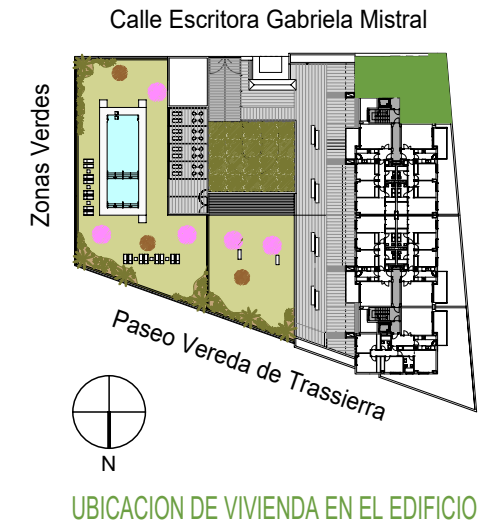 Calle Escritora Gabriela Mistral
Zonas Verdes
Paseo Vereda de Trassierra
N
UBICACION DE VIVIENDA EN EL EDIFICIO